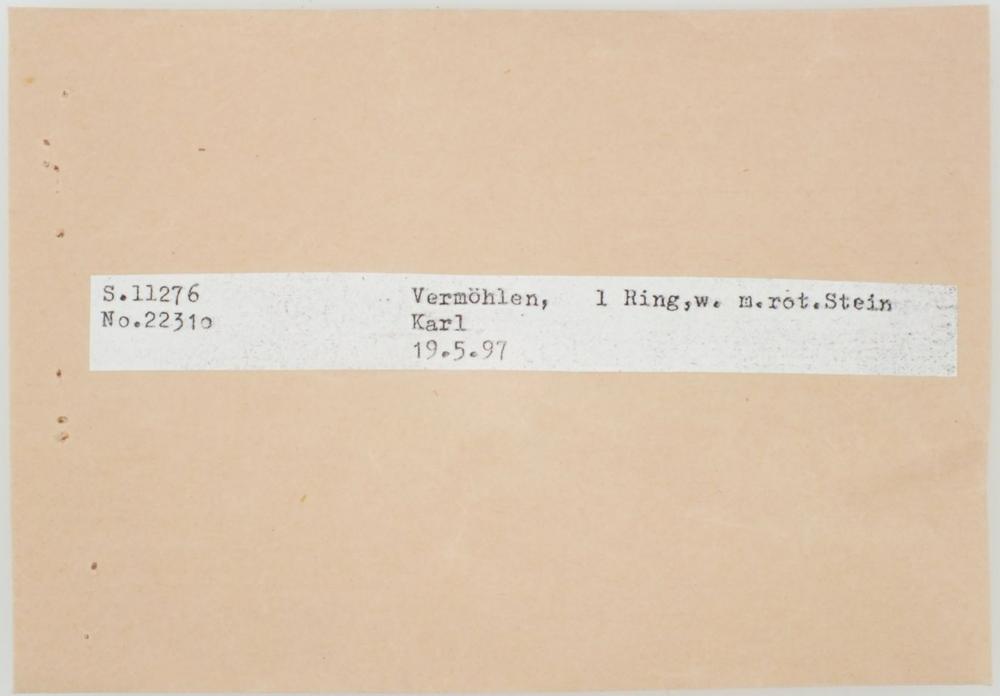 S.11276 Vermöhlen, 1 Ring,w. m.rot.Stein
No.22310 Karl
19.5.97